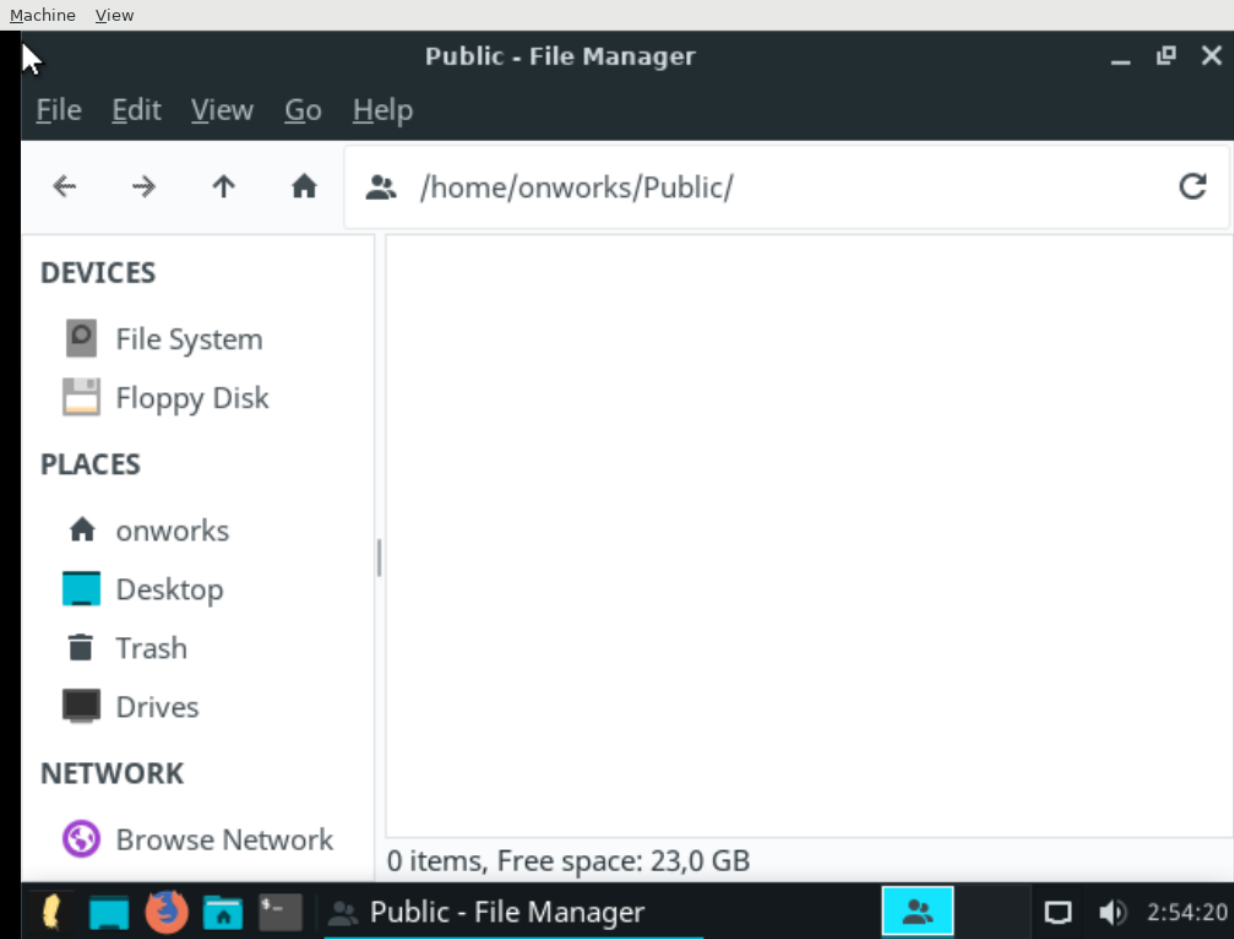 Machine View
Public - File Manager
File Edit View Go Help
/home/onworks/Public/
DEVICES
File System
Floppy Disk
PLACES
onworks
Desktop
Trash
Drives
NETWORK
Browse Network
0 items, Free space: 23,0 GB
$_ Public - File Manager 2:54:20